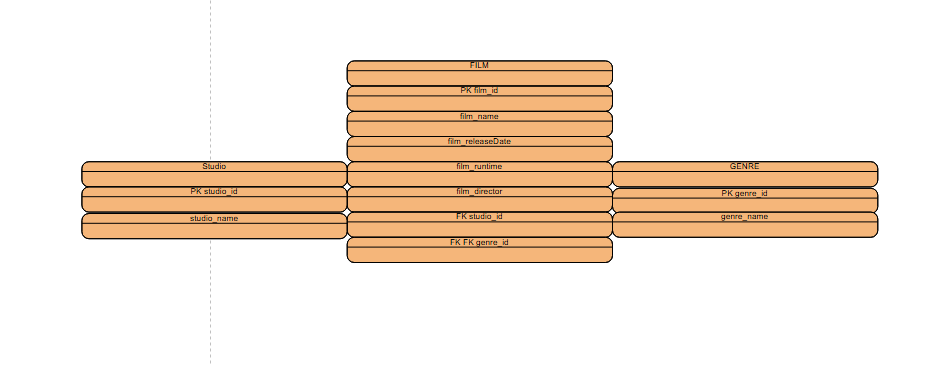 FILM
PK film_id
film_name
film_releaseDate
film_runtime
film_director
FK studio_id
FK FK genre_id
Studio
PK studio_id
studio_name
GENRE
PK genre_id
genre_name